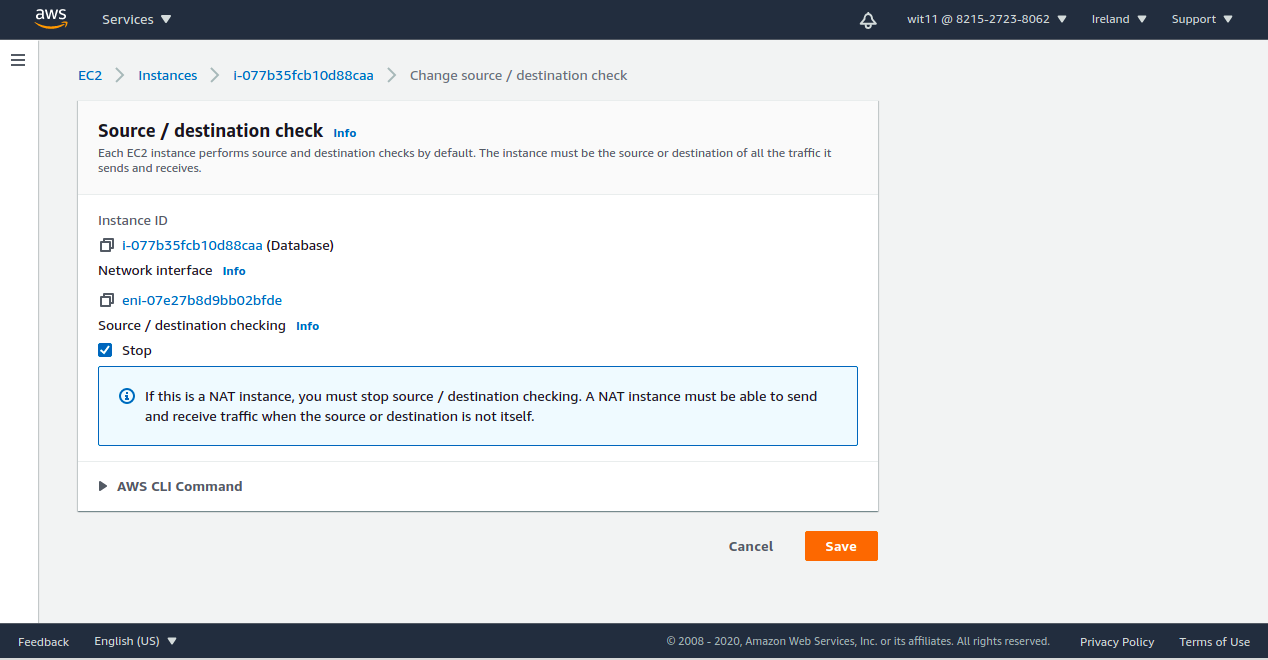 aws Services wit11 @ 8215-2723-8062 Ireland Support
EC2 Instances i-077b35fcb10d88caa Change source / destination check
Source / destination check Info
Each EC2 instance performs source and destination checks by default. The instance must be the source or destination of all the traffic it
sends and receives.
Instance ID
i-077b35fcb10d88caa (Database)
Network interface Info
eni-07e27b8d9bb02bfde
Source / destination checking Info
Stop
If this is a NAT instance, you must stop source / destination checking. A NAT instance must be able to send
and receive traffic when the source or destination is not itself.
AWS CLI Command
Cancel Save
Feedback English (US) © 2008 - 2020, Amazon Web Services, Inc. or its affiliates. All rights reserved. Privacy Policy Terms of Use